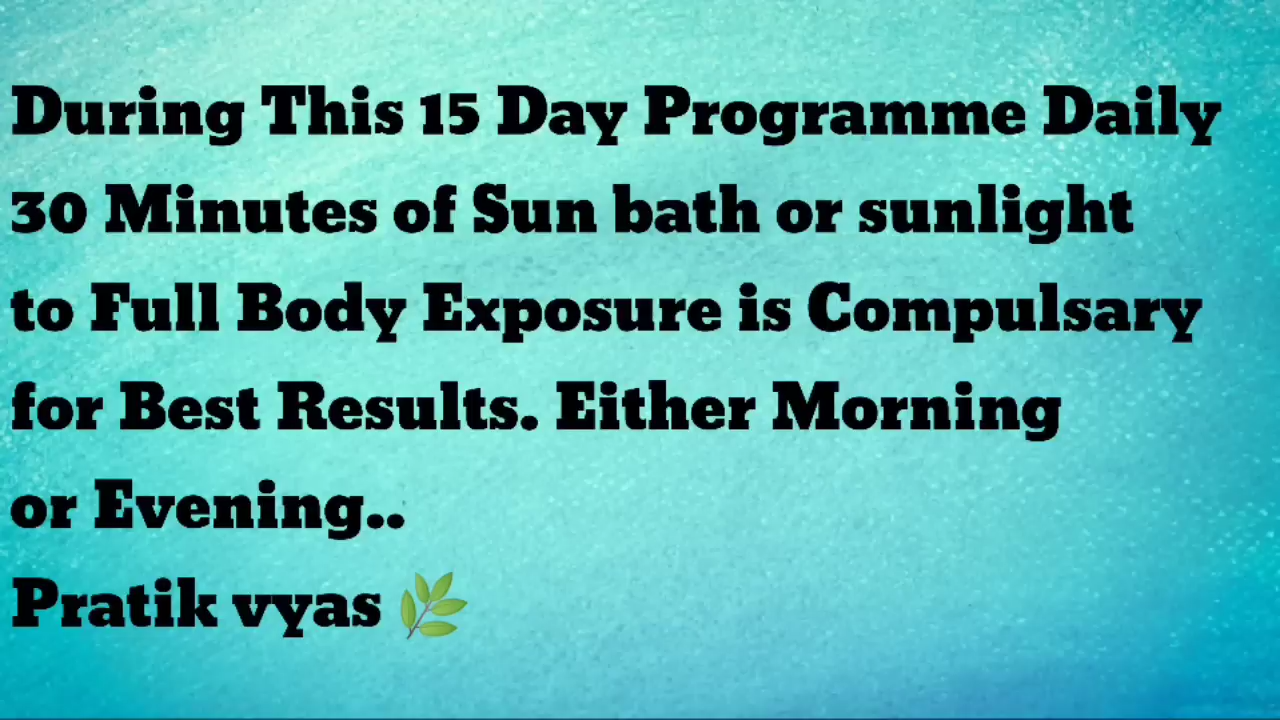 During This 15 Day Programme Daily
30 Minutes of Sun bath or sunlight
to Full Body Exposure is Compulsary
for Best Results. Either Morning
or Evening..
Pratik vyas 🌿